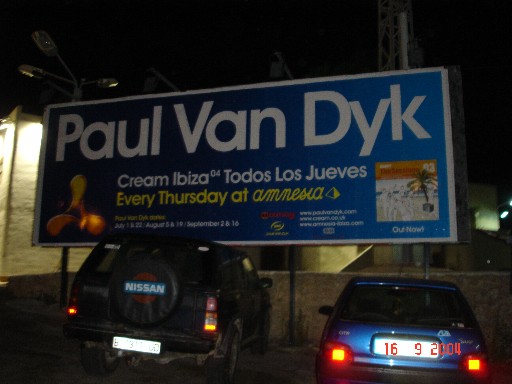 Paul Van Dyk
Cream Ibiza04 Todos Los Jueves
Every Thursday at amnesia
Paul Van Dyk dates:
July 1 & 22 / August 5 & 19 / September 2 & 16
www.paulvandyk.com
www.cream.co.uk
www.amnesia-ibiza.com
Out Now!
NISSAN
16 9 2004